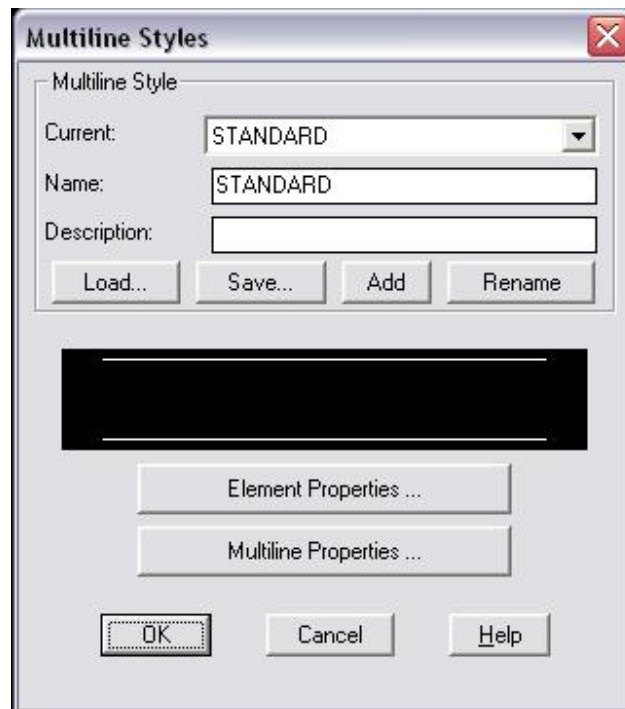 Multiline Styles
Multiline Style
Current: STANDARD
Name: STANDARD
Description:
Load... Save... Add Rename
Element Properties ...
Multiline Properties ...
OK Cancel Help